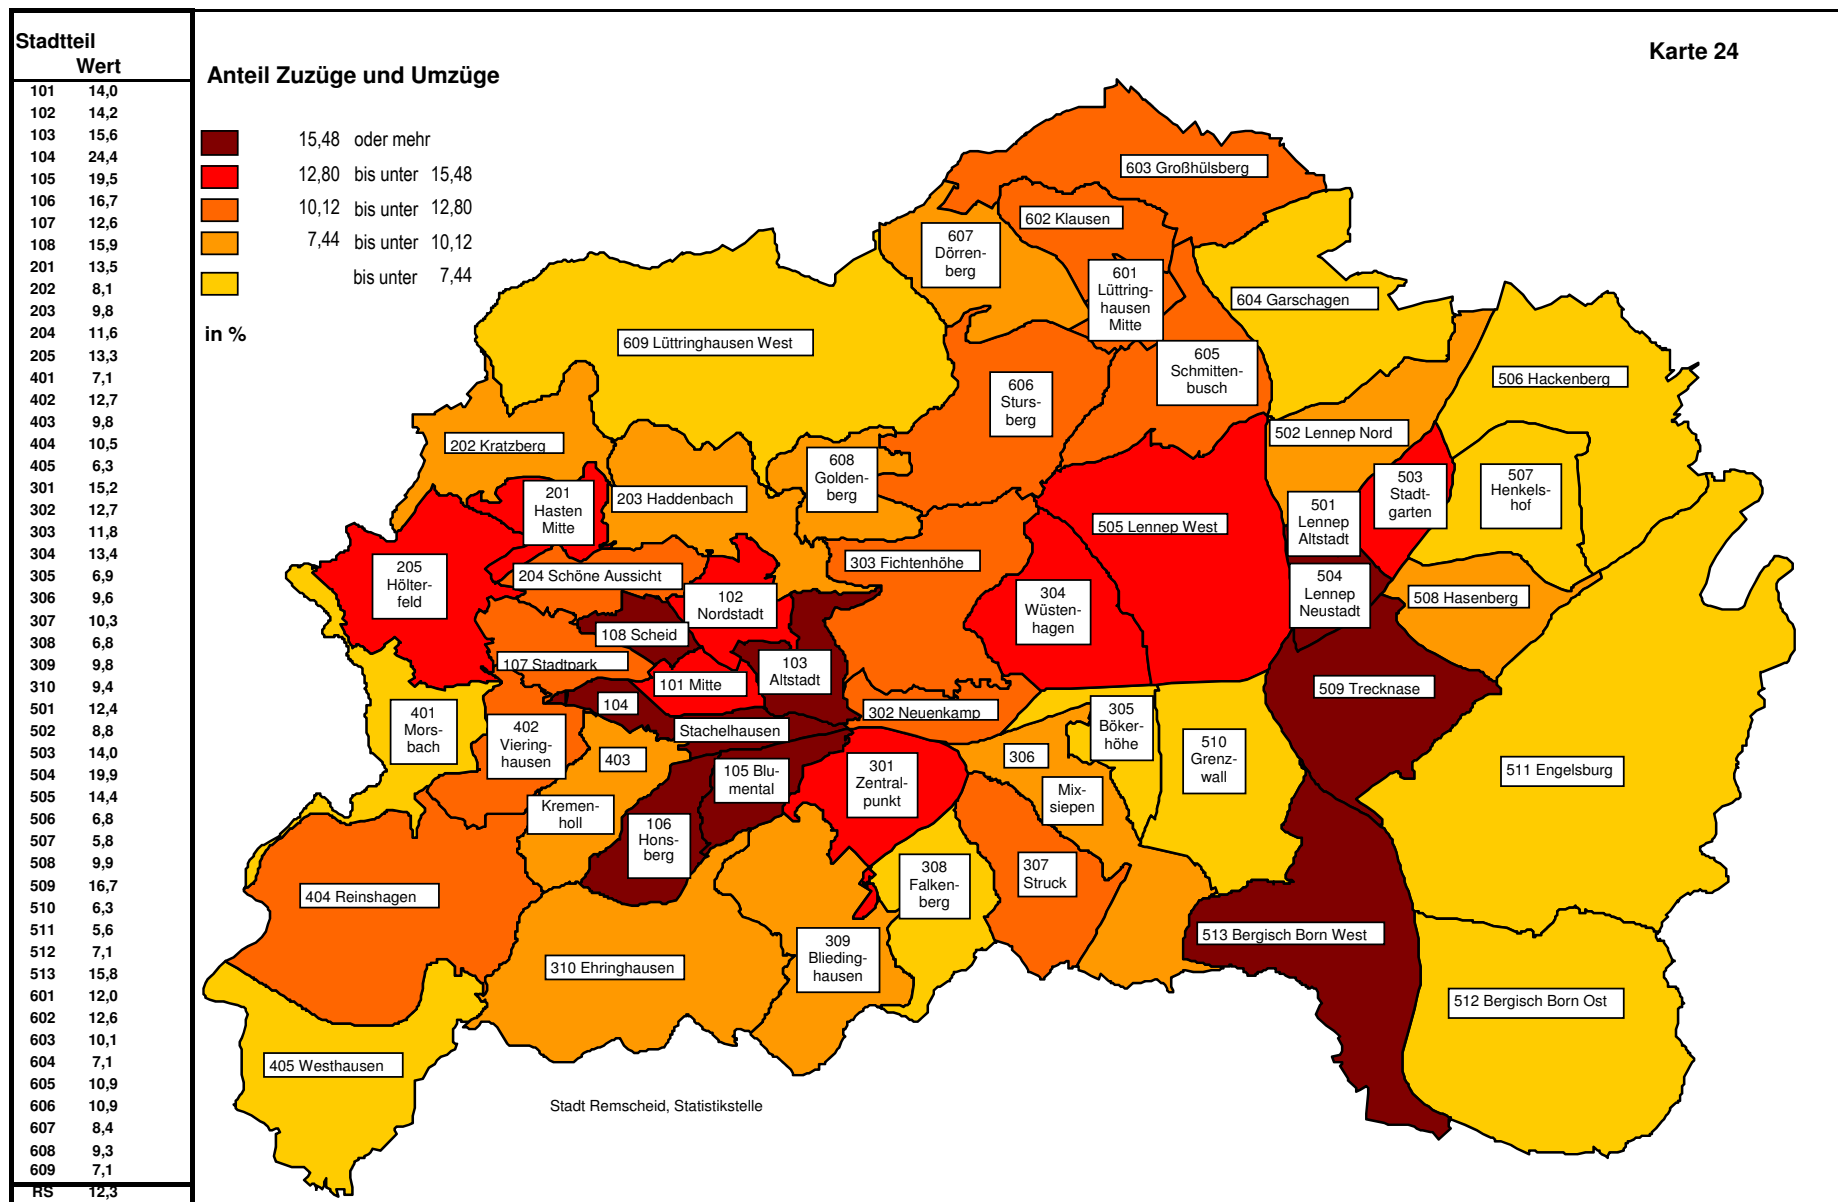 Stadtteil
Wert
101 14,0
102 14,2
103 15,6
104 24,4
105 19,5
106 16,7
107 12,6
108 15,9
201 13,5
202 8,1
203 9,8
204 11,6
205 13,3
401 7,1
402 12,7
403 9,8
404 10,5
405 6,3
301 15,2
302 12,7
303 11,8
304 13,4
305 6,9
306 9,6
307 10,3
308 6,8
309 9,8
310 9,4
501 12,4
502 8,8
503 14,0
504 19,9
505 14,4
506 6,8
507 5,8
508 9,9
509 16,7
510 6,3
511 5,6
512 7,1
513 15,8
601 12,0
602 12,6
603 10,1
604 7,1
605 10,9
606 10,9
607 8,4
608 9,3
609 7,1
RS 12,3
Karte 24
Anteil Zuzüge und Umzüge
15,48 oder mehr
12,80 bis unter 15,48
10,12 bis unter 12,80
7,44 bis unter 10,12
bis unter 7,44
in %
603 Großhülsberg
602 Klausen
607
Dörren-
berg
601
Lüttring-
hausen
Mitte
604 Garschagen
609 Lüttringhausen West
605
Schmitten-
busch
606
Sturs-
berg
506 Hackenberg
502 Lennep Nord
202 Kratzberg
608
Golden-
berg
503
Stadt-
garten
507
Henkels-
hof
201
Hasten
Mitte
203 Haddenbach
501
Lennep
Altstadt
505 Lennep West
303 Fichtenhöhe
205
Hölter-
feld
204 Schöne Aussicht
102
Nordstadt
304
Wüsten-
hagen
504
Lennep
Neustadt
508 Hasenberg
108 Scheid
107 Stadtpark
103
Altstadt
101 Mitte
509 Trecknase
104
Stachelhausen
302 Neuenkamp
305
Böker-
höhe
401
Mors-
bach
402
Viering-
hausen
403
Kremen-
holl
306
Mix-
siepen
510
Grenz-
wall
105 Blu-
mental
301
Zentral-
punkt
511 Engelsburg
106
Hons-
berg
307
Struck
308
Falken-
berg
404 Reinshagen
513 Bergisch Born West
309
Blieding-
hausen
310 Ehringhausen
512 Bergisch Born Ost
405 Westhausen
Stadt Remscheid, Statistikstelle